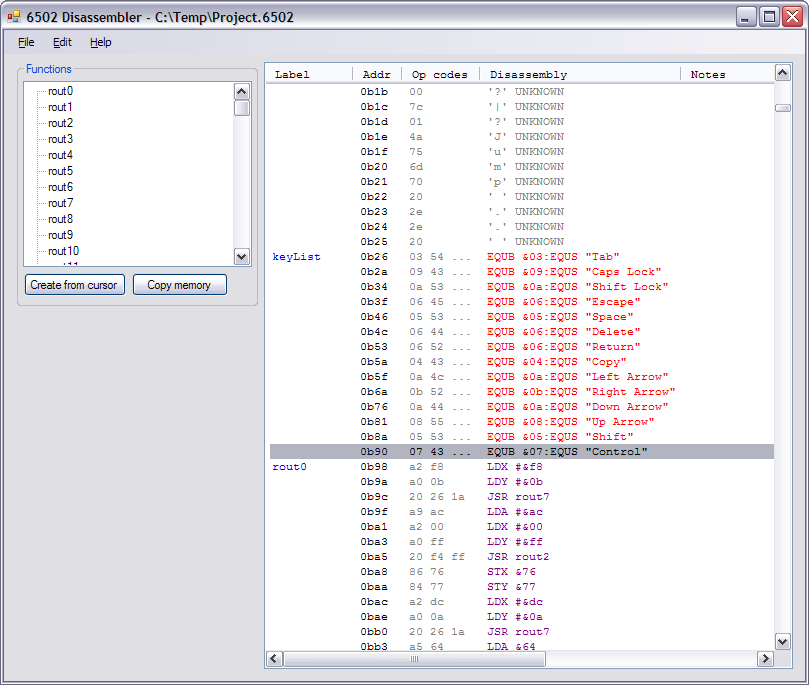 6502 Disassembler - C:\Temp\Project.6502
File Edit Help
Functions
rout0
rout1
rout2
rout3
rout4
rout5
rout6
rout7
rout8
rout9
rout10
Create from cursor Copy memory
Label Addr Op codes Disassembly Notes
0b1b 00 '?' UNKNOWN
0b1c 7c '|' UNKNOWN
0b1d 01 '?' UNKNOWN
0b1e 4a 'J' UNKNOWN
0b1f 75 'u' UNKNOWN
0b20 6d 'm' UNKNOWN
0b21 70 'p' UNKNOWN
0b22 20 ' ' UNKNOWN
0b23 2e '.' UNKNOWN
0b24 2e '.' UNKNOWN
0b25 20 ' ' UNKNOWN
keyList 0b26 03 54 ... EQUB &03:EQUS "Tab"
0b2a 09 43 ... EQUB &09:EQUS "Caps Lock"
0b34 0a 53 ... EQUB &0a:EQUS "Shift Lock"
0b3f 06 45 ... EQUB &06:EQUS "Escape"
0b46 05 53 ... EQUB &05:EQUS "Space"
0b4c 06 44 ... EQUB &06:EQUS "Delete"
0b53 06 52 ... EQUB &06:EQUS "Return"
0b5a 04 43 ... EQUB &04:EQUS "Copy"
0b5f 0a 4c ... EQUB &0a:EQUS "Left Arrow"
0b6a 0b 52 ... EQUB &0b:EQUS "Right Arrow"
0b76 0a 44 ... EQUB &0a:EQUS "Down Arrow"
0b81 08 55 ... EQUB &08:EQUS "Up Arrow"
0b8a 05 53 ... EQUB &05:EQUS "Shift"
0b90 07 43 ... EQUB &07:EQUS "Control"
rout0 0b98 a2 f8 LDX #&f8
0b9a a0 0b LDY #&0b
0b9c 20 26 1a JSR rout7
0b9f a9 ac LDA #&ac
0ba1 a2 00 LDX #&00
0ba3 a0 ff LDY #&ff
0ba5 20 f4 ff JSR rout2
0ba8 86 76 STX &76
0baa 84 77 STY &77
0bac a2 dc LDX #&dc
0bae a0 0a LDY #&0a
0bb0 20 26 1a JSR rout7
0bb3 a5 64 LDA &64